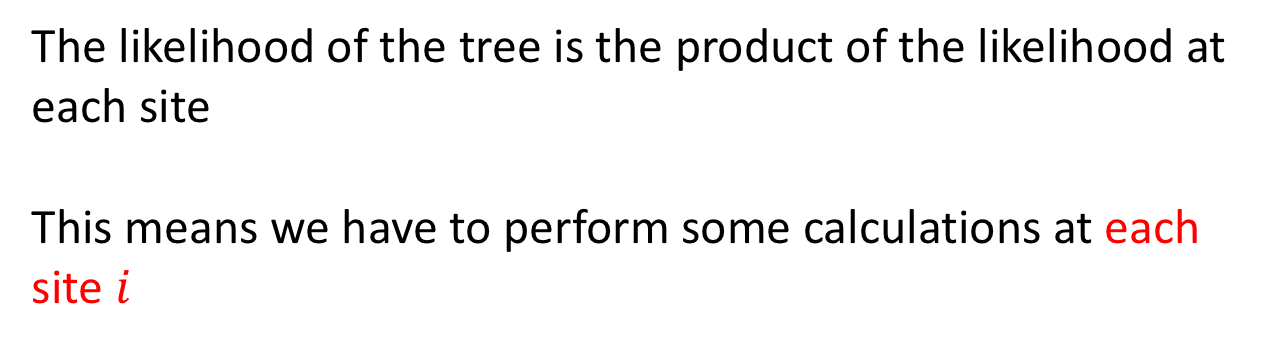 The likelihood of the tree is the product of the likelihood at
each site
This means we have to perform some calculations at each
site i